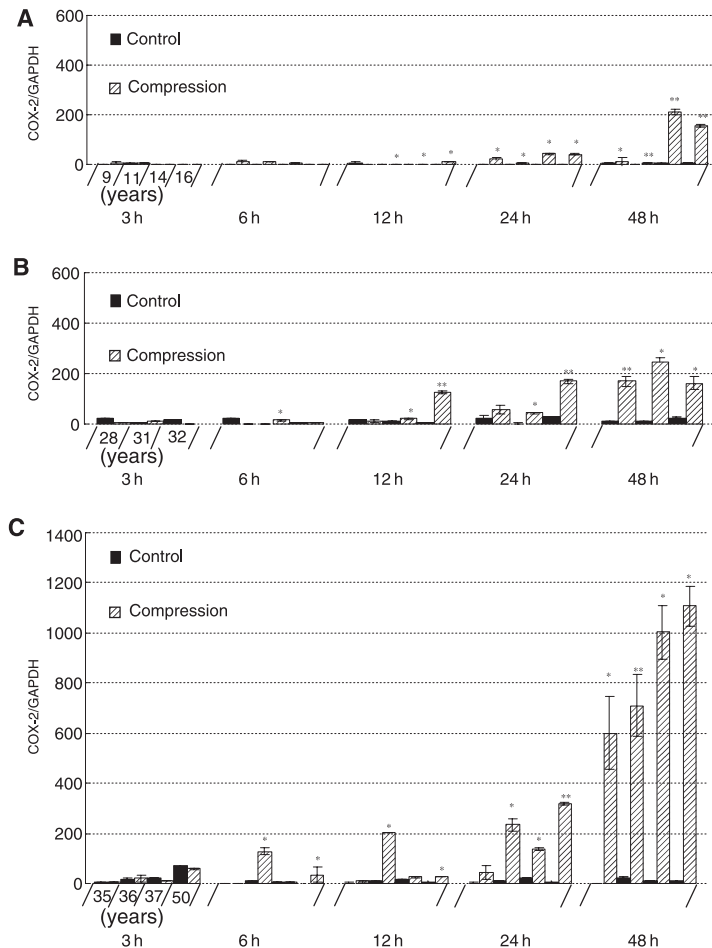 A
600
400
200
0
COX-2/GAPDH
Control
Compression
* * * * * * * * ** ** **
9 11 14 16
(years)
3 h 6 h 12 h 24 h 48 h
B
600
400
200
0
COX-2/GAPDH
Control
Compression
* * ** * ** ** * *
28 31 32
(years)
3 h 6 h 12 h 24 h 48 h
C
1400
1200
1000
800
600
400
200
0
COX-2/GAPDH
Control
Compression
* * * * * * ** * ** * *
35 36 37 50
(years)
3 h 6 h 12 h 24 h 48 h